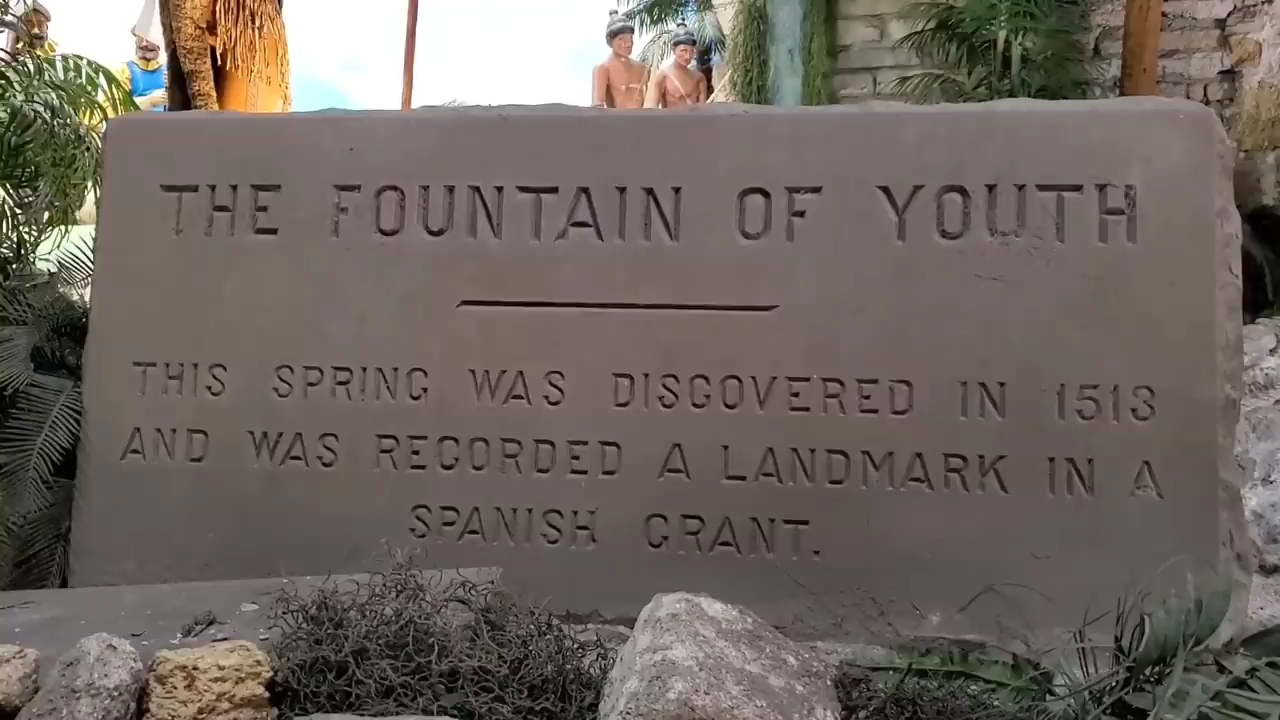 THE FOUNTAIN OF YOUTH
THIS SPRING WAS DISCOVERED IN 1513
AND WAS RECORDED A LANDMARK IN A
SPANISH GRANT.